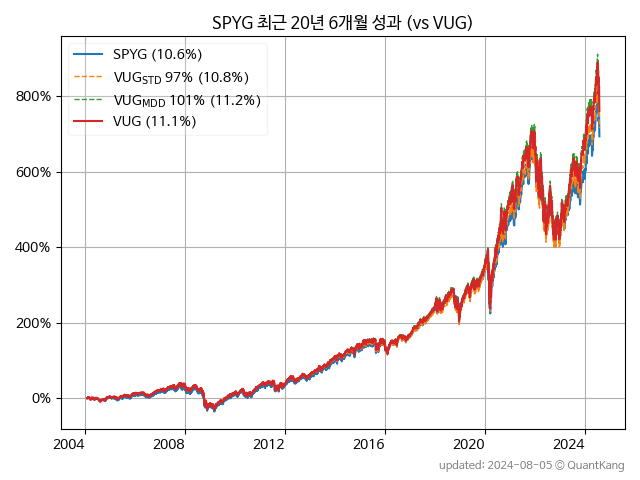 SPYG 최근 20년 6개월 성과 (vs VUG)
SPYG (10.6%)
VUG_STD 97% (10.8%)
VUG_MDD 101% (11.2%)
VUG (11.1%)
800%
600%
400%
200%
0%
2004 2008 2012 2016 2020 2024
updated: 2024-08-05 © QuantKang